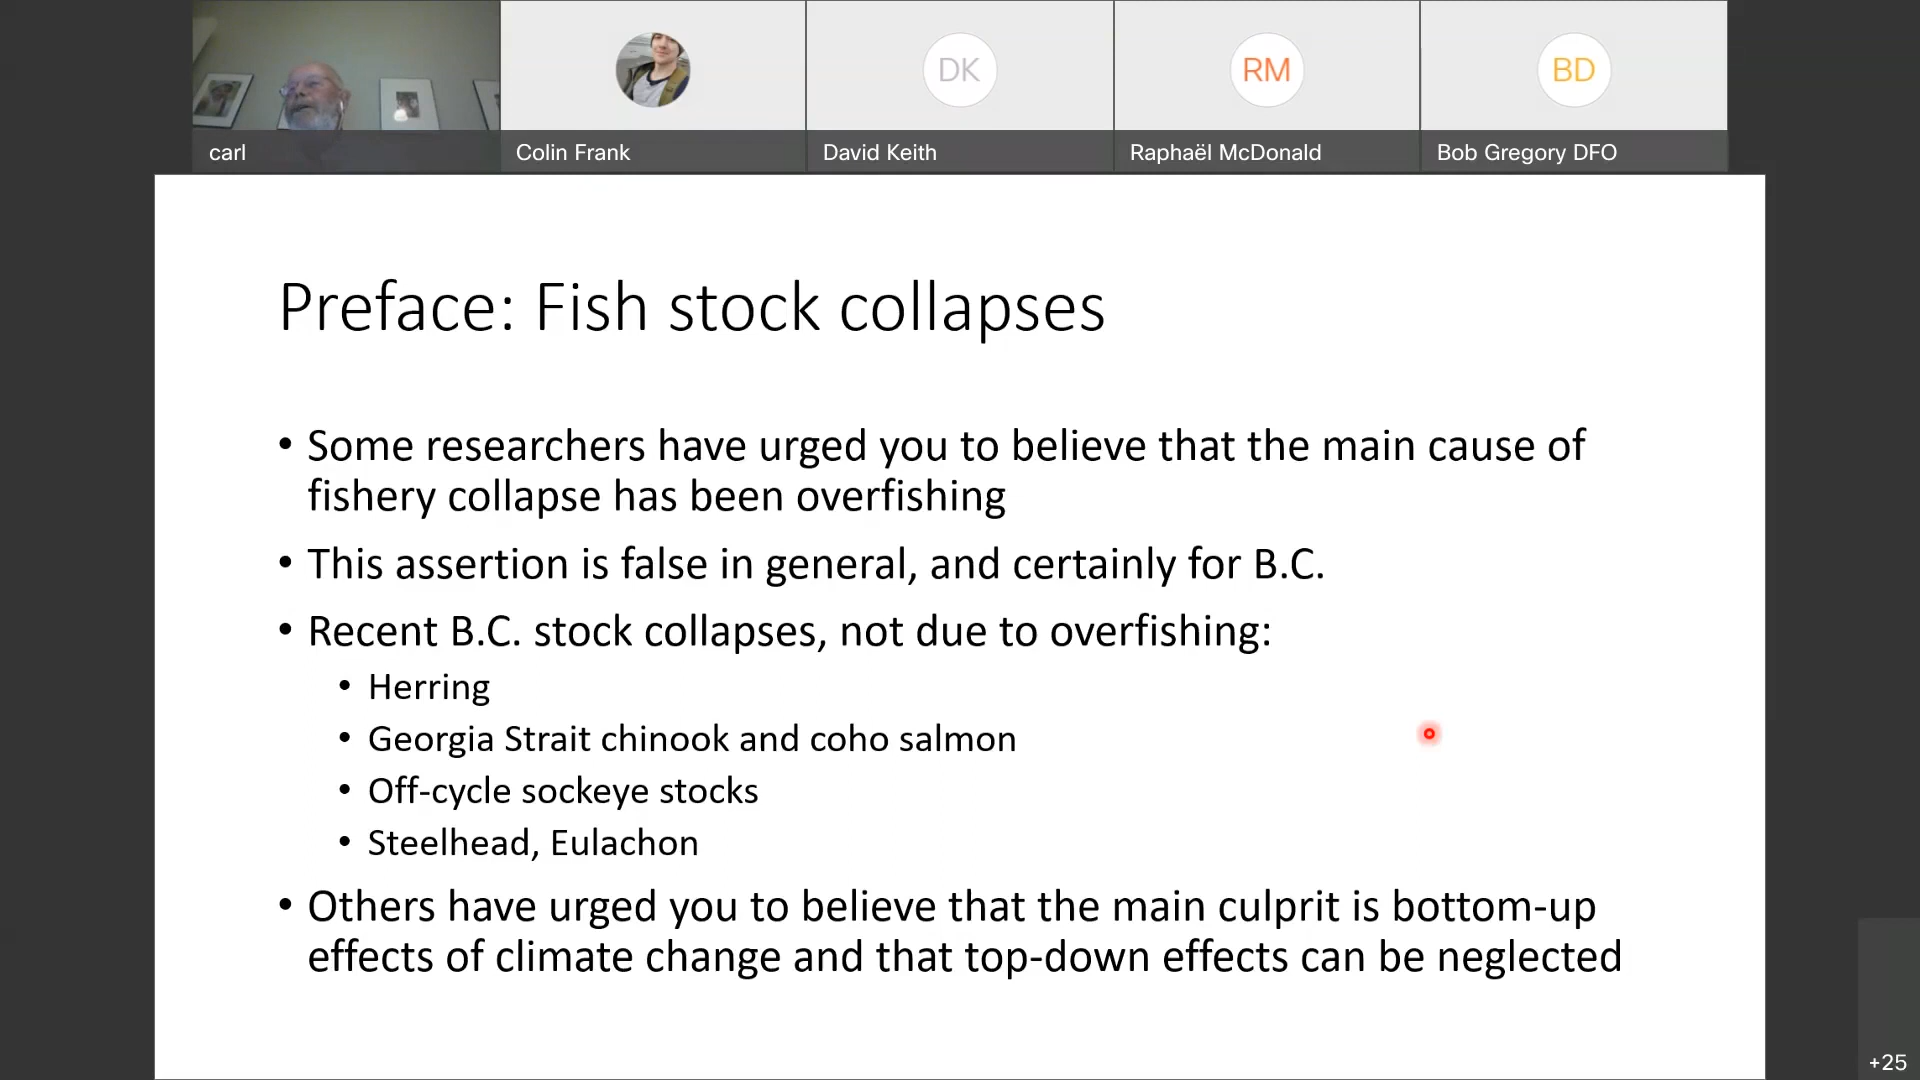 DK
RM
BD
carl
Colin Frank
David Keith
Raphaël McDonald
Bob Gregory DFO
Preface: Fish stock collapses
• Some researchers have urged you to believe that the main cause of
fishery collapse has been overfishing
• This assertion is false in general, and certainly for B.C.
• Recent B.C. stock collapses, not due to overfishing:
• Herring
• Georgia Strait chinook and coho salmon
• Off-cycle sockeye stocks
• Steelhead, Eulachon
• Others have urged you to believe that the main culprit is bottom-up
effects of climate change and that top-down effects can be neglected
+25